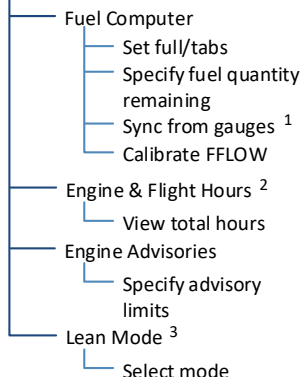 Fuel Computer
Set full/tabs
Specify fuel quantity
remaining
Sync from gauges 1
Calibrate FFLOW
Engine & Flight Hours 2
View total hours
Engine Advisories
Specify advisory
limits
Lean Mode 3
Select mode